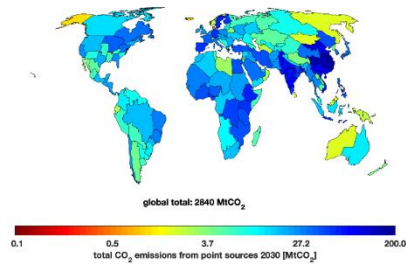 global total: 2840 MtCO2
0.1 0.5 3.7 27.2 200.0
total CO2 emissions from point sources 2030 [MtCO2]